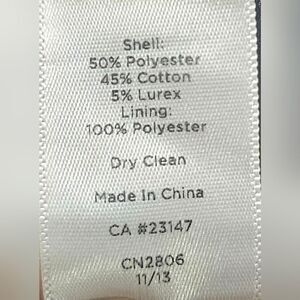 Shell:
50% Polyester
45% Cotton
5% Lurex
Lining:
100% Polyester
Dry Clean
Made In China
CA #23147
CN2806
11/13